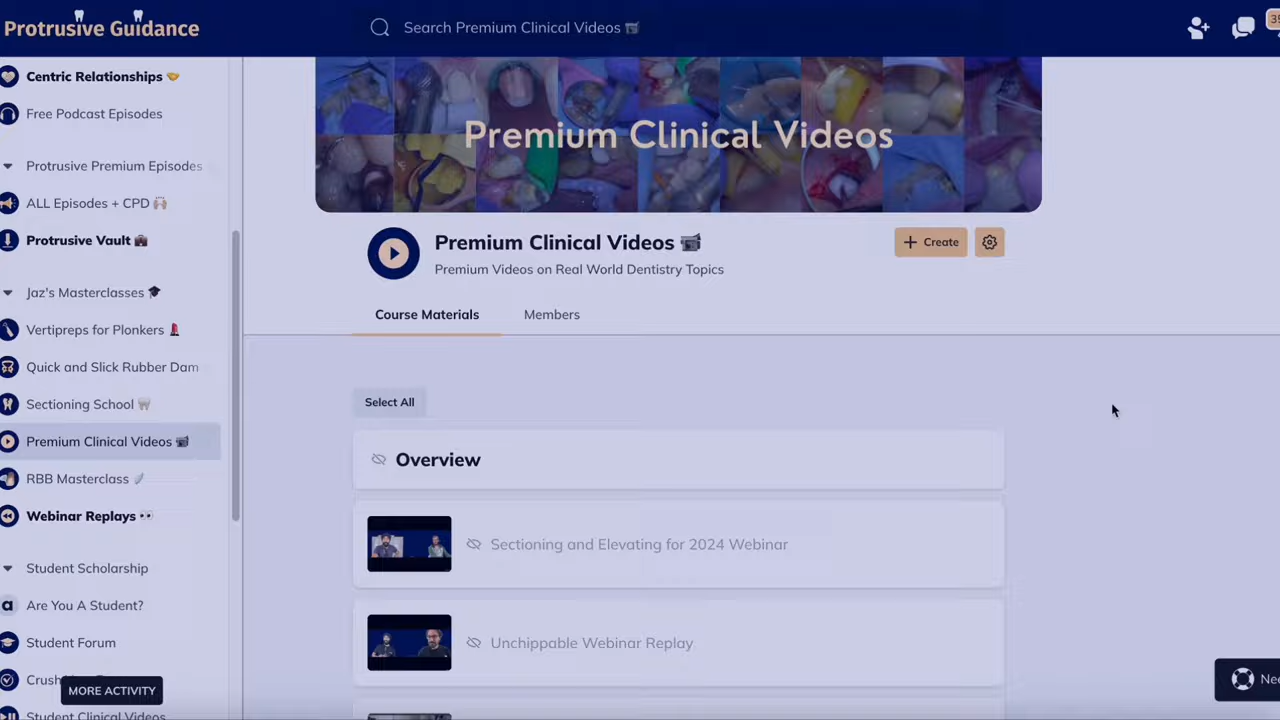 Protrusive Guidance
Search Premium Clinical Videos
Centric Relationships
Free Podcast Episodes
Protrusive Premium Episodes
ALL Episodes + CPD
Protrusive Vault
Jaz's Masterclasses
Vertipreps for Plonkers
Quick and Slick Rubber Dam
Sectioning School
Premium Clinical Videos
RBB Masterclass
Webinar Replays
Student Scholarship
Are You A Student?
Student Forum
MORE ACTIVITY
Student Clinical Videos
Premium Clinical Videos
Premium Clinical Videos
Premium Videos on Real World Dentistry Topics
+ Create
Course Materials
Members
Select All
Overview
Sectioning and Elevating for 2024 Webinar
Unchippable Webinar Replay